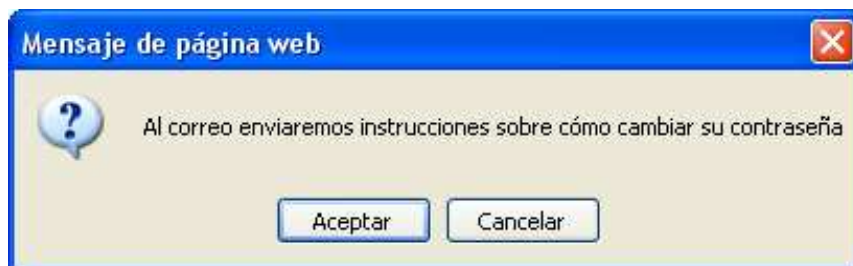 Mensaje de página web
Al correo enviaremos instrucciones sobre cómo cambiar su contraseña
Aceptar
Cancelar